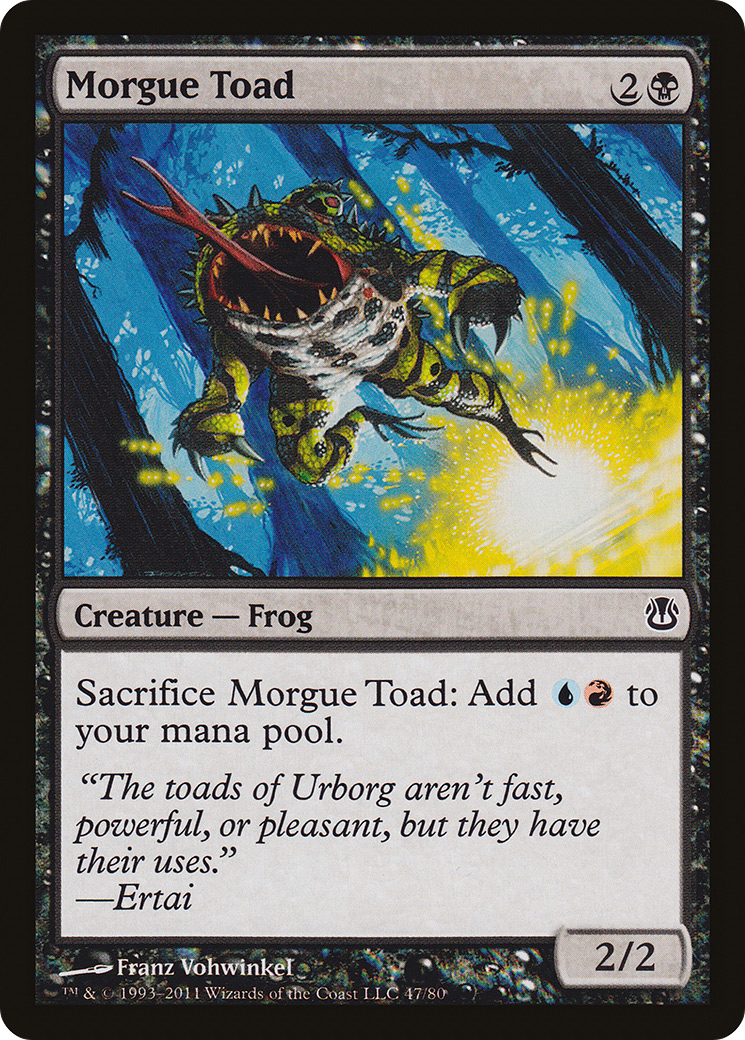 Morgue Toad 2
Creature — Frog
Sacrifice Morgue Toad: Add to
your mana pool.
“The toads of Urborg aren’t fast,
powerful, or pleasant, but they have
their uses.”
—Ertai
2/2
Franz Vohwinkel
™ & © 1993–2011 Wizards of the Coast LLC 47/80